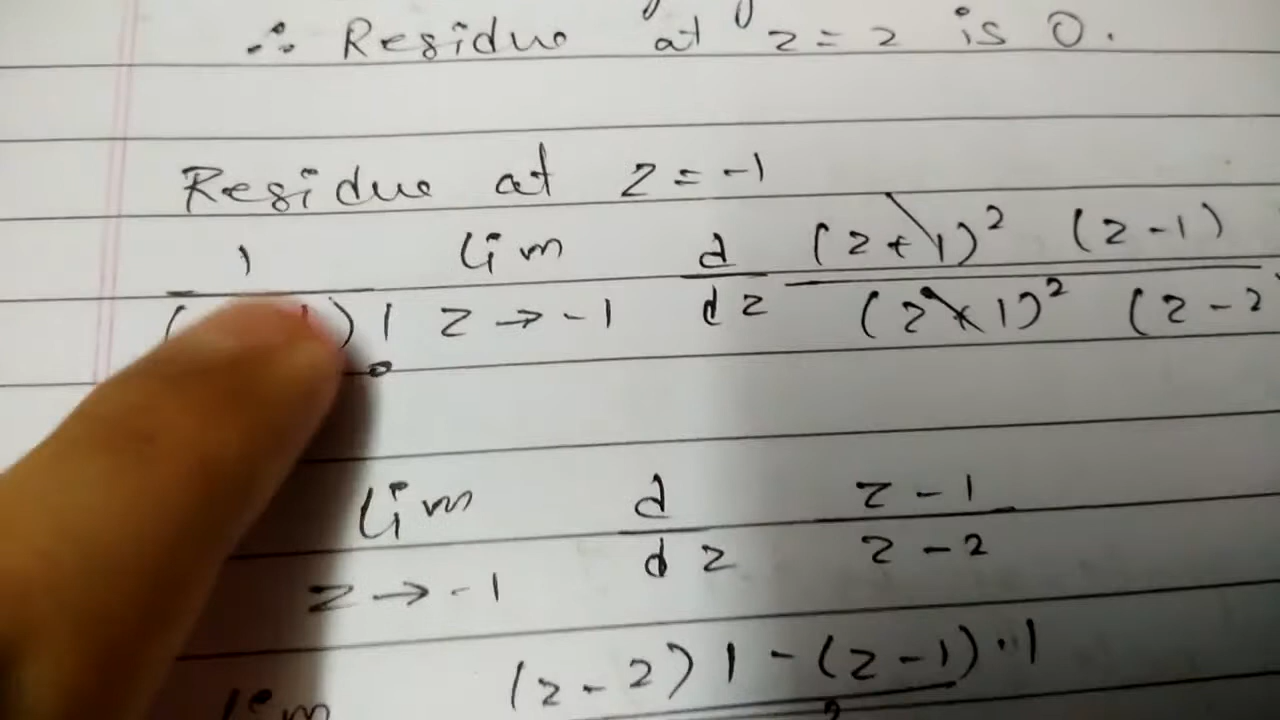 ∴ Residue at z = 2 is 0.
Residue at z = -1
1 lim d (z+1)² (z-1)
) ! z → -1 dz (z+1)² (z-2
lim d z-1
z → -1 dz z-2
(z-2) 1 - (z-1)·1
lim